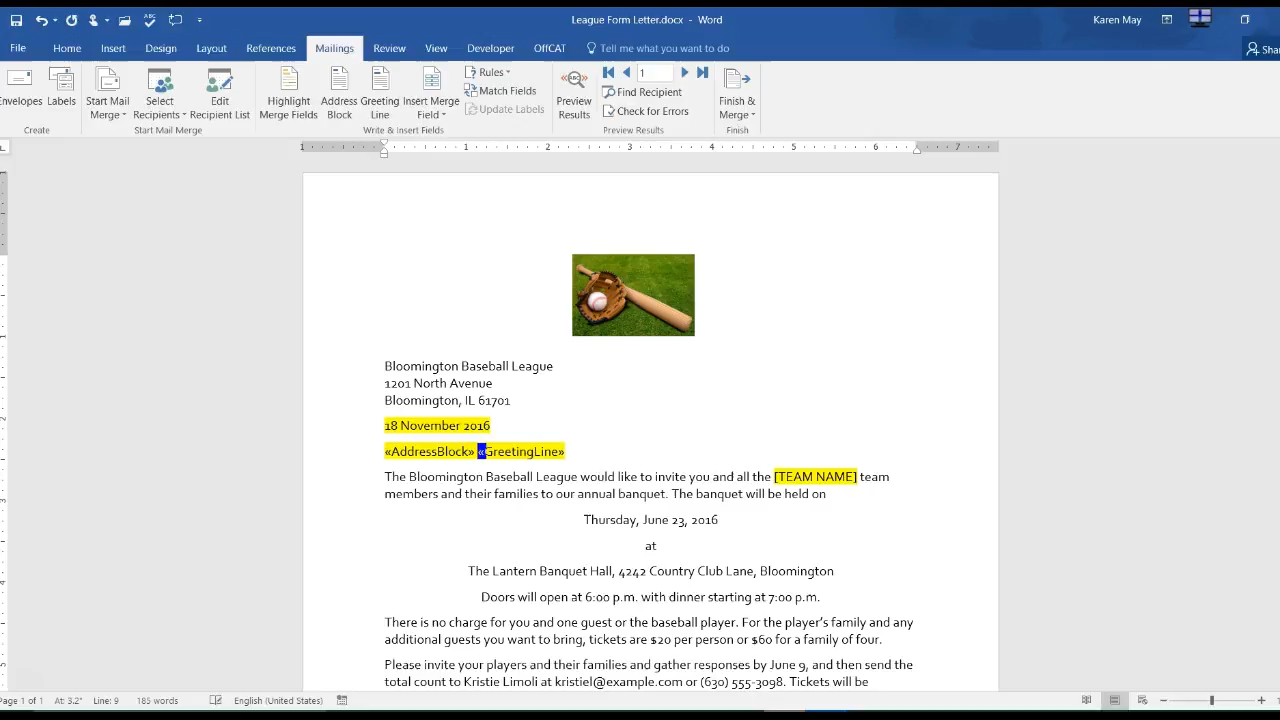 League Form Letter.docx - Word
Karen May
File Home Insert Design Layout References Mailings Review View Developer OffCAT Tell me what you want to do Shar
Envelopes
Labels
Start Mail Merge
Select Recipients
Edit Recipient List
Highlight Merge Fields
Address Block
Greeting Line
Insert Merge Field
Rules
Match Fields
Update Labels
Preview Results
1
Find Recipient
Check for Errors
Finish & Merge
Create Start Mail Merge Write & Insert Fields Preview Results Finish
1 1 2 3 4 5 6 7
Bloomington Baseball League
1201 North Avenue
Bloomington, IL 61701
18 November 2016
«AddressBlock» «GreetingLine»
The Bloomington Baseball League would like to invite you and all the [TEAM NAME] team
members and their families to our annual banquet. The banquet will be held on
Thursday, June 23, 2016
at
The Lantern Banquet Hall, 4242 Country Club Lane, Bloomington
Doors will open at 6:00 p.m. with dinner starting at 7:00 p.m.
There is no charge for you and one guest or the baseball player. For the player's family and any
additional guests you want to bring, tickets are $20 per person or $60 for a family of four.
Please invite your players and their families and gather responses by June 9, and then send the
total count to Kristie Limoli at kristiel@example.com or (630) 555-3098. Tickets will be
Page 1 of 1 At: 3.2" Line: 9 185 words English (United States)